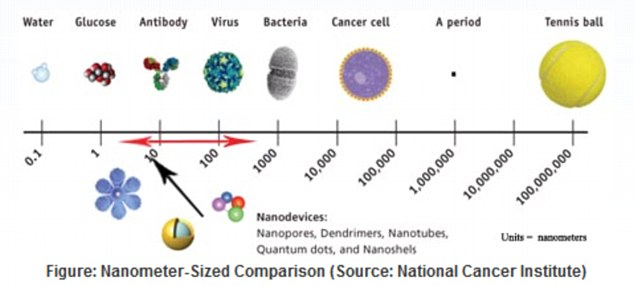 Water Glucose Antibody Virus Bacteria Cancer cell A period Tennis ball
0.1 1 10 100 1000 10,000 100,000 1,000,000 10,000,000 100,000,000
Nanodevices:
Nanopores, Dendrimers, Nanotubes,
Quantum dots, and Nanoshels
Units – nanometers
Figure: Nanometer-Sized Comparison (Source: National Cancer Institute)